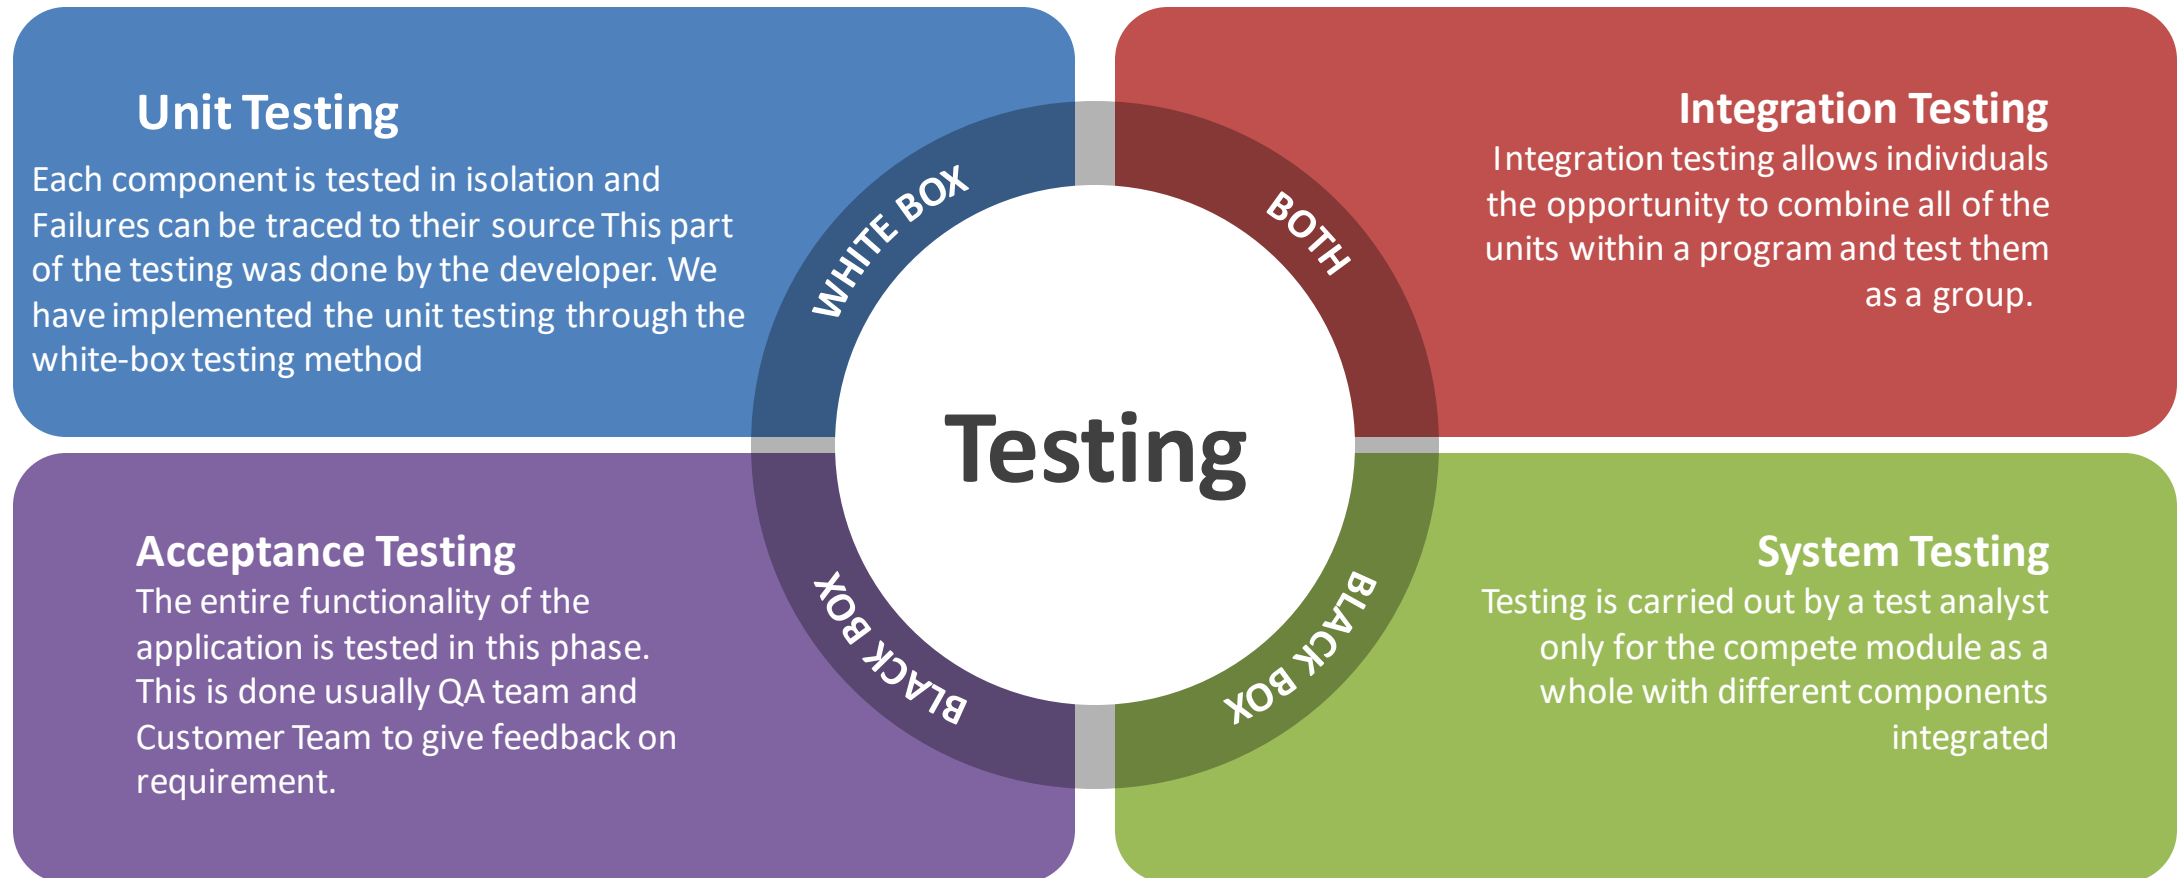 Unit Testing
Each component is tested in isolation and
Failures can be traced to their source This part
of the testing was done by the developer. We
have implemented the unit testing through the
white-box testing method
WHITE BOX
Integration Testing
Integration testing allows individuals
the opportunity to combine all of the
units within a program and test them
as a group.
BOTH
Testing
Acceptance Testing
The entire functionality of the
application is tested in this phase.
This is done usually QA team and
Customer Team to give feedback on
requirement.
BLACK BOX
System Testing
Testing is carried out by a test analyst
only for the compete module as a
whole with different components
integrated
BLACK BOX